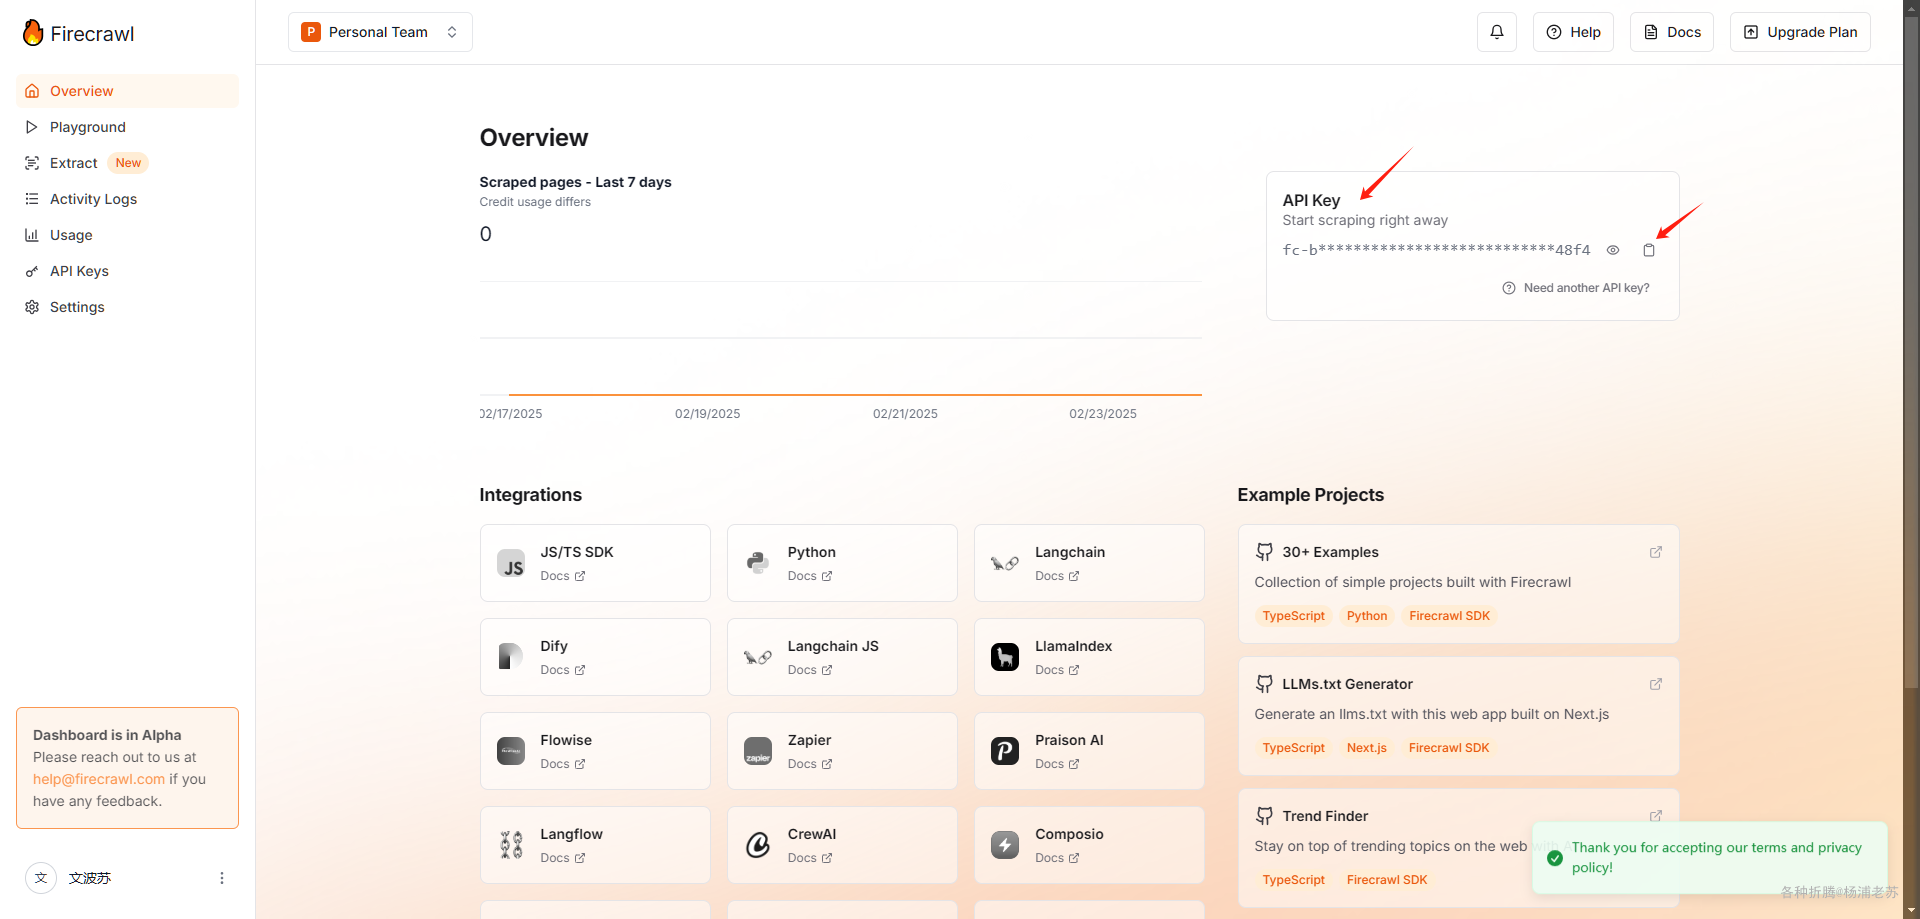 Firecrawl
P Personal Team
Help
Docs
Upgrade Plan
Overview
Playground
Extract New
Activity Logs
Usage
API Keys
Settings
Dashboard is in Alpha
Please reach out to us at
help@firecrawl.com if you
have any feedback.
文 文波苏
Overview
Scraped pages - Last 7 days
Credit usage differs
0
02/17/2025 02/19/2025 02/21/2025 02/23/2025
API Key
Start scraping right away
fc-b***************************48f4
Need another API key?
Integrations
JS JS/TS SDK
Docs
Python
Docs
Langchain
Docs
Dify
Docs
Langchain JS
Docs
LlamaIndex
Docs
Flowise
Docs
zapier Zapier
Docs
Praison AI
Docs
Langflow
Docs
CrewAI
Docs
Composio
Docs
Example Projects
30+ Examples
Collection of simple projects built with Firecrawl
TypeScript Python Firecrawl SDK
LLMs.txt Generator
Generate an llms.txt with this web app built on Next.js
TypeScript Next.js Firecrawl SDK
Trend Finder
Stay on top of trending topics on the web with
TypeScript Firecrawl SDK
Thank you for accepting our terms and privacy
policy!
各种折腾@杨浦老苏